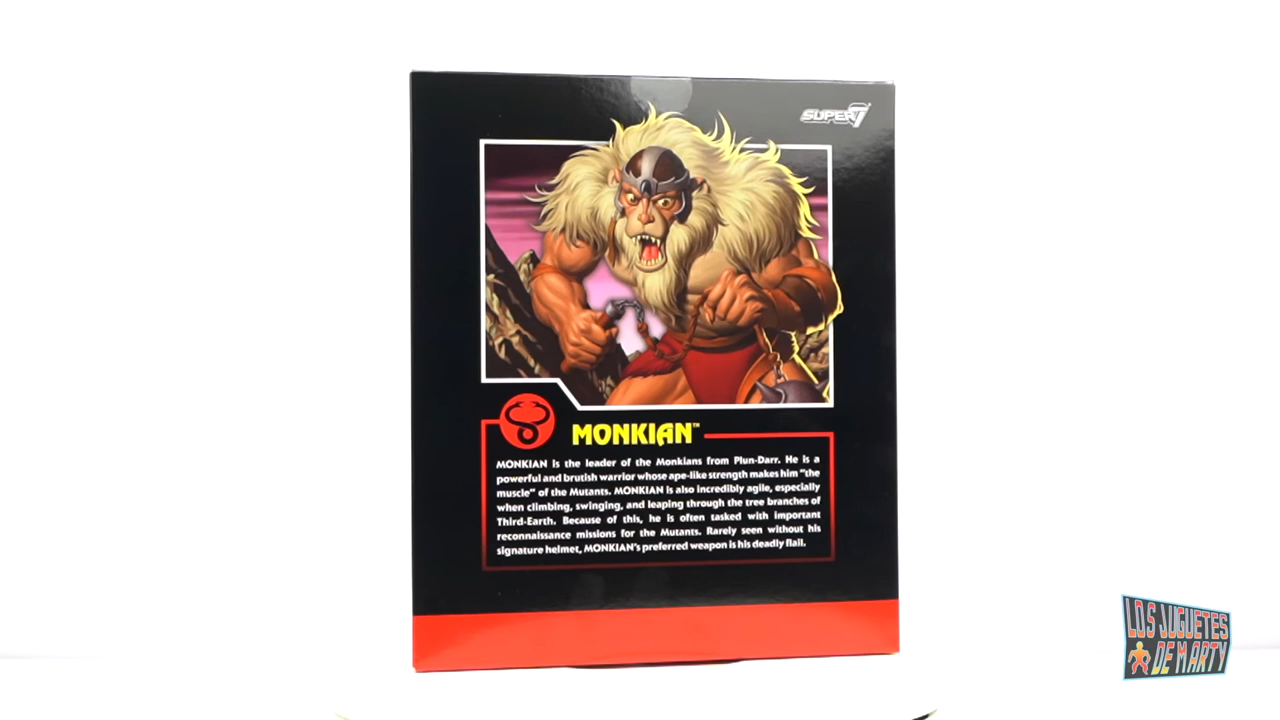 SUPER7
MONKIAN™
MONKIAN is the leader of the Monkians from Plun-Darr. He is a
powerful and brutish warrior whose ape-like strength makes him "the
muscle" of the Mutants. MONKIAN is also incredibly agile, especially
when climbing, swinging, and leaping through the tree branches of
Third-Earth. Because of this, he is often tasked with important
reconnaissance missions for the Mutants. Rarely seen without his
signature helmet, MONKIAN's preferred weapon is his deadly flail.
LOS JUGUETES
DE MARTY